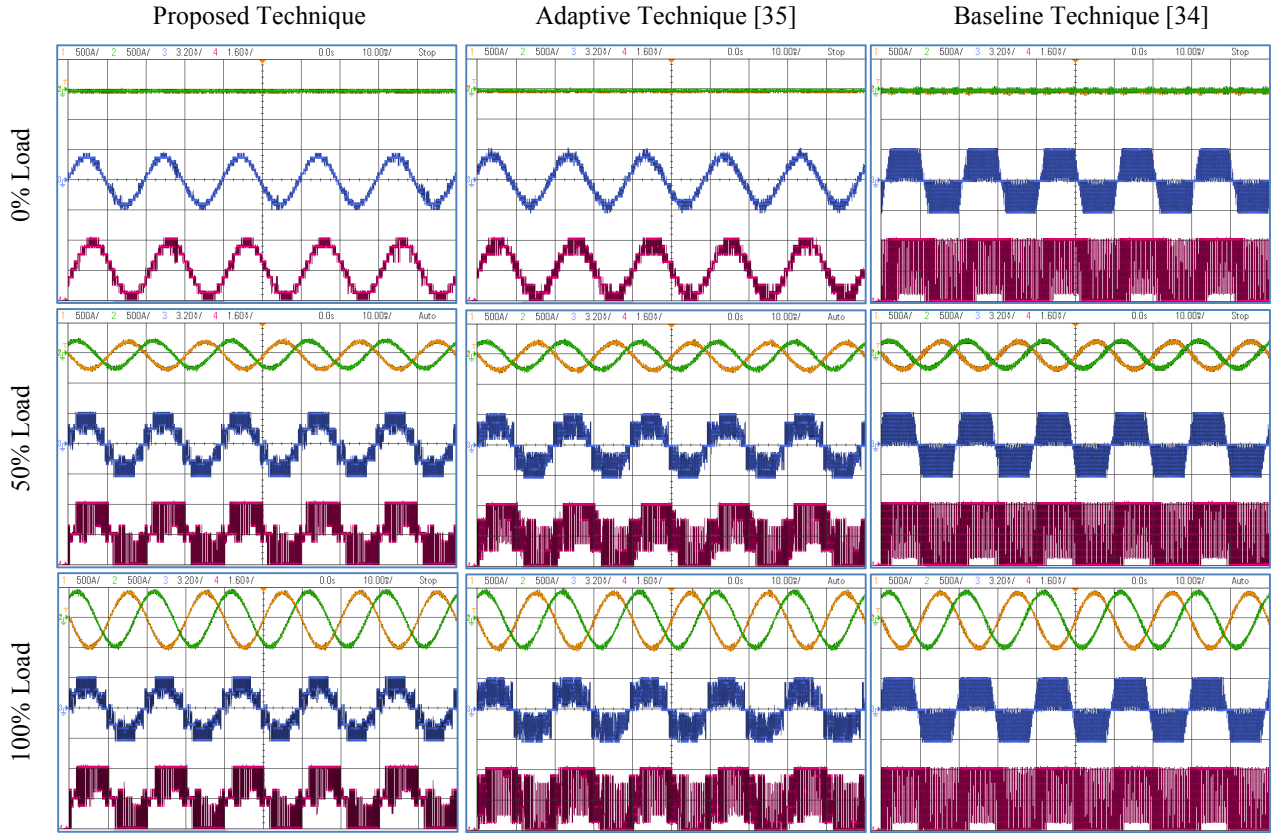 Proposed Technique
Adaptive Technique [35]
Baseline Technique [34]
0% Load
1 500A/ 2 500A/ 3 3.20 4 1.60 0.0s 10.00 Stop
1 500A/ 2 500A/ 3 3.20 4 1.60 0.0s 10.00 Stop
1 500A/ 2 500A/ 3 3.20 4 1.60 0.0s 10.00 Stop
50% Load
1 500A/ 2 500A/ 3 3.20 4 1.60 0.0s 10.00 Auto
1 500A/ 2 500A/ 3 3.20 4 1.60 0.0s 10.00 Auto
1 500A/ 2 500A/ 3 3.20 4 1.60 0.0s 10.00 Stop
100% Load
1 500A/ 2 500A/ 3 3.20 4 1.60 0.0s 10.00 Stop
1 500A/ 2 500A/ 3 3.20 4 1.60 0.0s 10.00 Auto
1 500A/ 2 500A/ 3 3.20 4 1.60 0.0s 10.00 Auto